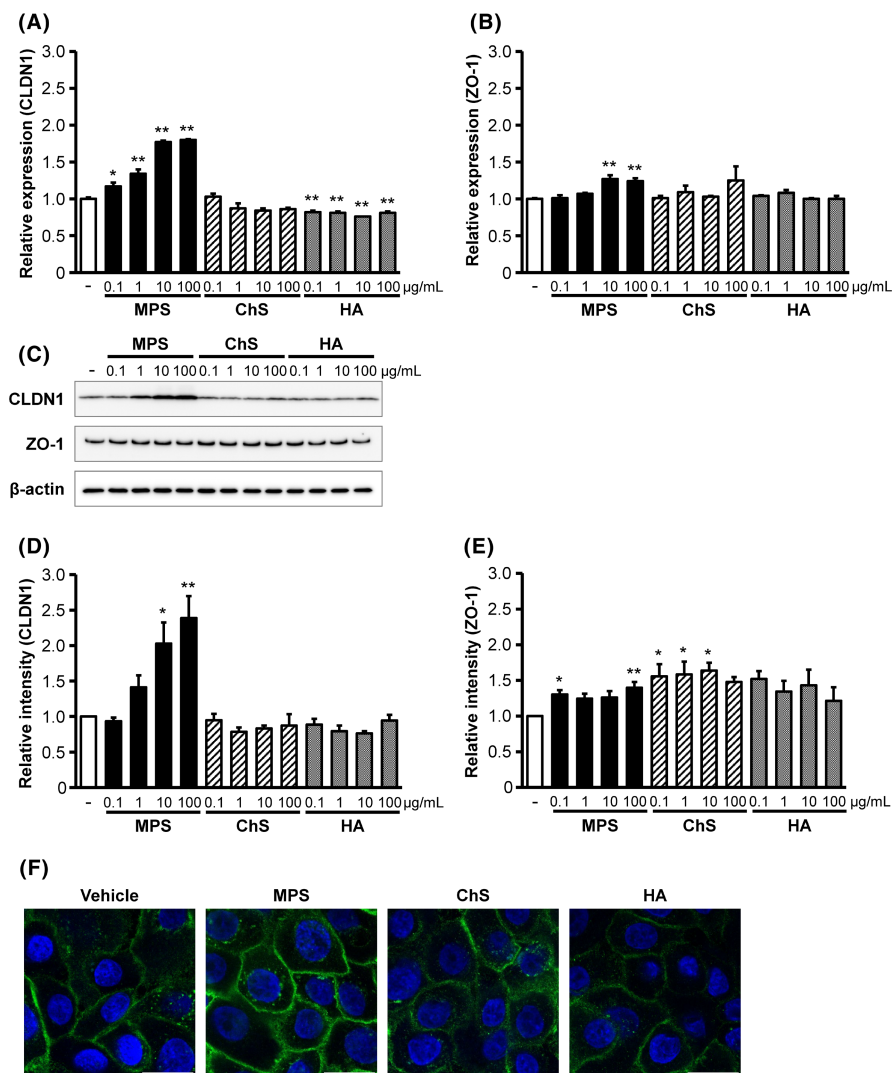 (A)
Relative expression (CLDN1)
3.0
2.5
2.0
1.5
1.0
0.5
0
* ** ** ** ** ** ** **
- 0.1 1 10 100 0.1 1 10 100 0.1 1 10 100 µg/mL
MPS ChS HA
(B)
Relative expression (ZO-1)
3.0
2.5
2.0
1.5
1.0
0.5
0
** **
- 0.1 1 10 100 0.1 1 10 100 0.1 1 10 100 µg/mL
MPS ChS HA
(C)
MPS ChS HA
- 0.1 1 10 100 0.1 1 10 100 0.1 1 10 100 µg/mL
CLDN1
ZO-1
β-actin
(D)
Relative intensity (CLDN1)
3.0
2.5
2.0
1.5
1.0
0.5
0
* **
- 0.1 1 10 100 0.1 1 10 100 0.1 1 10 100 µg/mL
MPS ChS HA
(E)
Relative intensity (ZO-1)
3.0
2.5
2.0
1.5
1.0
0.5
0
* ** * * *
- 0.1 1 10 100 0.1 1 10 100 0.1 1 10 100 µg/mL
MPS ChS HA
(F)
Vehicle MPS ChS HA